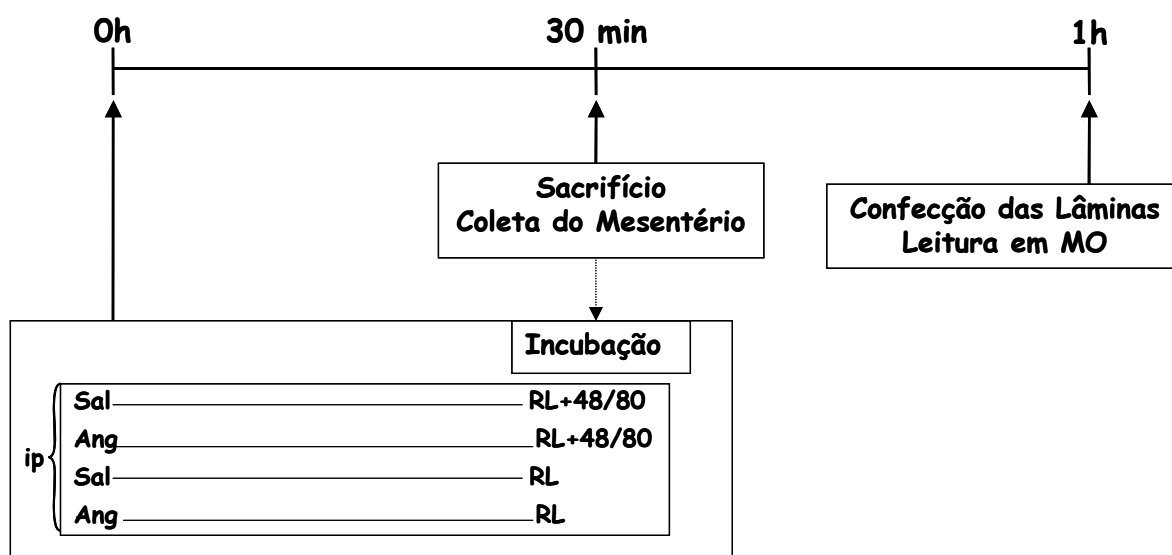 0h 30 min 1h
Sacrifício
Coleta do Mesentério
Confecção das Lâminas
Leitura em MO
Incubação
ip
Sal RL+48/80
Ang RL+48/80
Sal RL
Ang RL